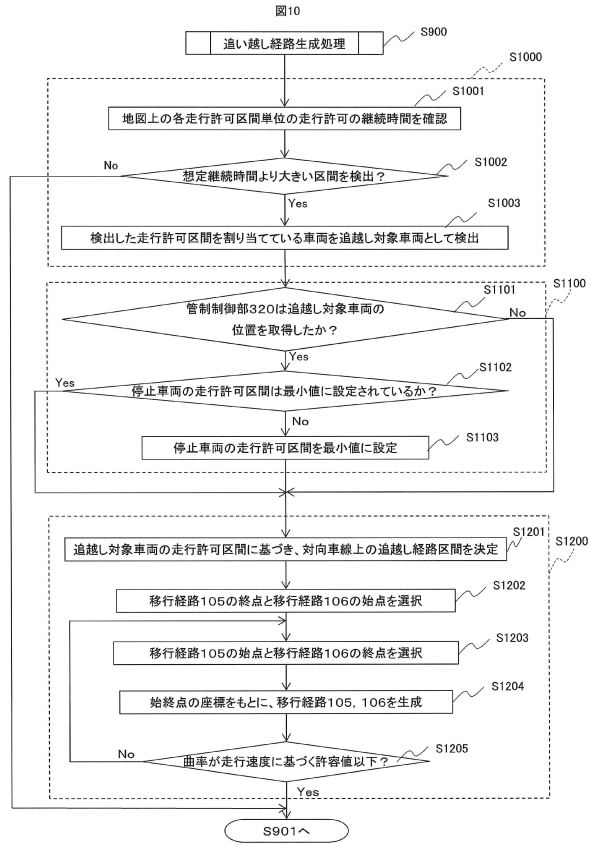 図10
追い越し経路生成処理
S900
S1000
S1001
地図上の各走行許可区間単位の走行許可の継続時間を確認
No
S1002
想定継続時間より大きい区間を検出?
Yes
S1003
検出した走行許可区間を割り当てている車両を追越し対象車両として検出
S1100
S1101
管制制御部320は追越し対象車両の
位置を取得したか?
No
Yes
S1102
Yes
停止車両の走行許可区間は最小値に設定されているか?
No
S1103
停止車両の走行許可区間を最小値に設定
S1201
S1200
追越し対象車両の走行許可区間に基づき、対向車線上の追越し経路区間を決定
S1202
移行経路105の終点と移行経路106の始点を選択
S1203
移行経路105の始点と移行経路106の終点を選択
S1204
始終点の座標をもとに、移行経路105, 106を生成
No
S1205
曲率が走行速度に基づく許容値以下?
Yes
S901へ